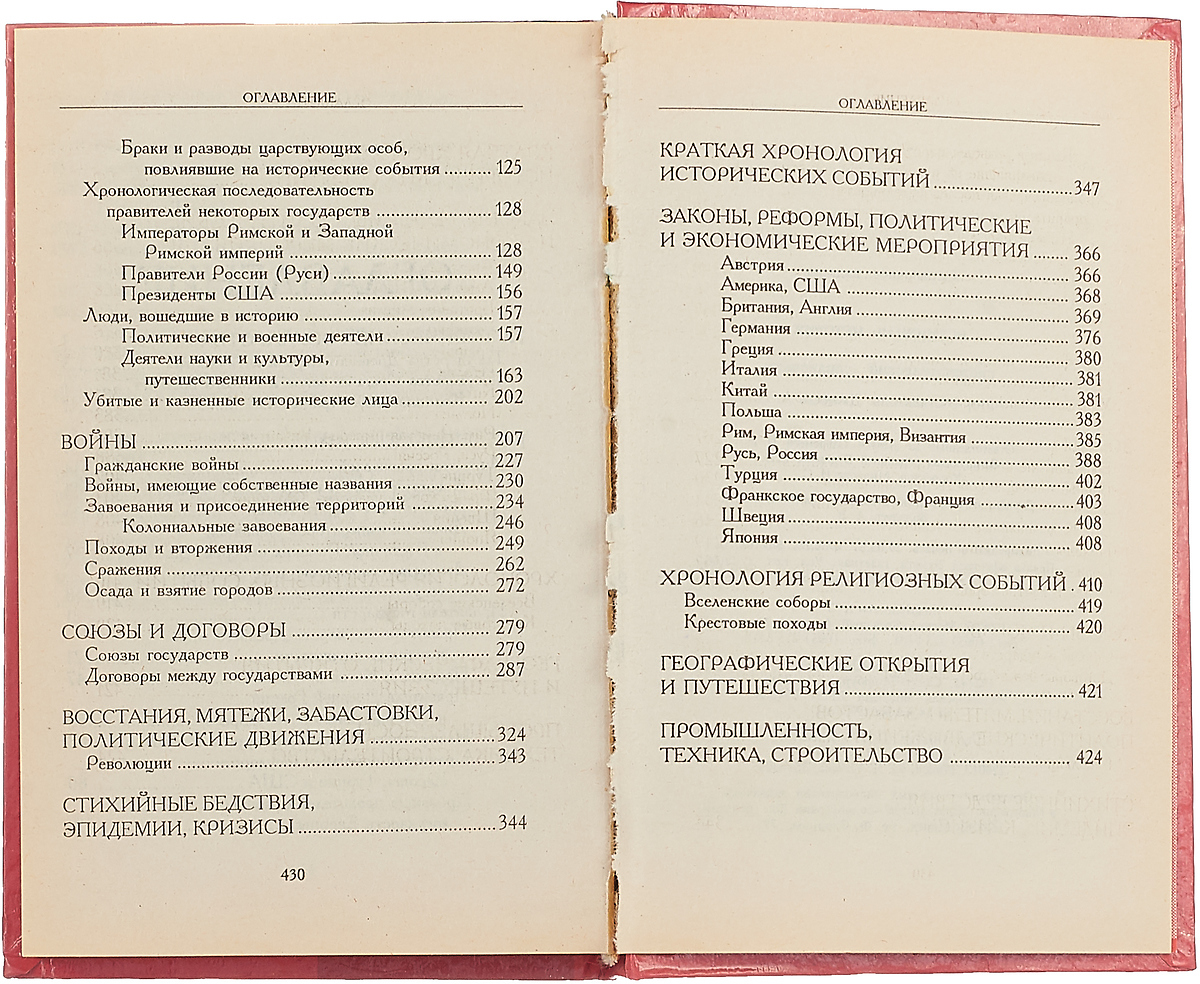 ОГЛАВЛЕНИЕ
Браки и разводы царствующих особ,
повлиявшие на исторические события ......... 125
Хронологическая последовательность
правителей некоторых государств ........................ 128
Императоры Римской и Западной
Римской империй ........................................... 128
Правители России (Руси) .................................. 149
Президенты США ............................................. 156
Люди, вошедшие в историю ....................................... 157
Политические и военные деятели ...................... 157
Деятели науки и культуры,
путешественники ............................................ 163
Убитые и казненные исторические лица ................... 202
ВОЙНЫ ........................................................................ 207
Гражданские войны .................................................. 227
Войны, имеющие собственные названия .................... 230
Завоевания и присоединение территорий ................. 234
Колониальные завоевания ................................. 246
Походы и вторжения ................................................ 249
Сражения ................................................................. 262
Осада и взятие городов ............................................ 272
СОЮЗЫ И ДОГОВОРЫ ......................................... 279
Союзы государств .................................................... 279
Договоры между государствами ............................... 287
ВОССТАНИЯ, МЯТЕЖИ, ЗАБАСТОВКИ,
ПОЛИТИЧЕСКИЕ ДВИЖЕНИЯ .......................... 324
Революции ................................................................ 343
СТИХИЙНЫЕ БЕДСТВИЯ,
ЭПИДЕМИИ, КРИЗИСЫ ........................................ 344
430
ОГЛАВЛЕНИЕ
КРАТКАЯ ХРОНОЛОГИЯ
ИСТОРИЧЕСКИХ СОБЫТИЙ ............................ 347
ЗАКОНЫ, РЕФОРМЫ, ПОЛИТИЧЕСКИЕ
И ЭКОНОМИЧЕСКИЕ МЕРОПРИЯТИЯ ....... 366
Австрия .......................................................... 366
Америка, США .............................................. 368
Британия, Англия ............................................ 369
Германия ........................................................ 376
Греция ............................................................ 380
Италия ............................................................ 381
Китай .............................................................. 381
Польша ........................................................... 383
Рим, Римская империя, Византия .................... 385
Русь, Россия ................................................... 388
Турция ............................................................ 402
Франкское государство, Франция ................... 403
Швеция ........................................................... 408
Япония ........................................................... 408
ХРОНОЛОГИЯ РЕЛИГИОЗНЫХ СОБЫТИЙ . 410
Вселенские соборы ................................................. 419
Крестовые походы .................................................. 420
ГЕОГРАФИЧЕСКИЕ ОТКРЫТИЯ
И ПУТЕШЕСТВИЯ ............................................... 421
ПРОМЫШЛЕННОСТЬ,
ТЕХНИКА, СТРОИТЕЛЬСТВО ......................... 424